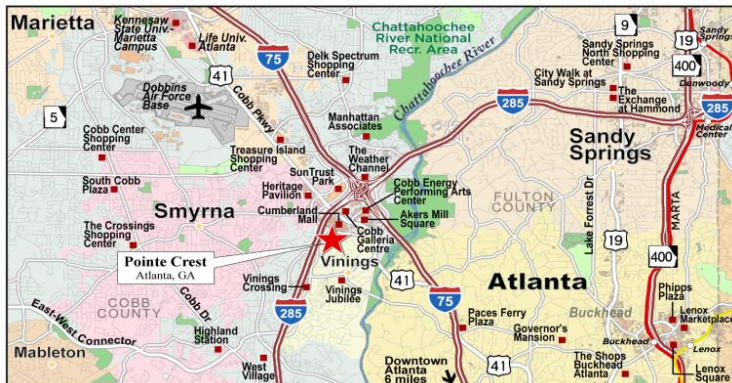 Marietta
Kennesaw
State Univ.-
Marietta
Campus
Life Univ.
Atlanta
75
41
Delk Spectrum
Shopping
Center
Chattahoochee
River National
Recr. Area
Chattahoochee River
9
19
Sandy
Springs
400
Sandy Springs
North Shopping
Center
City Walk at
Sandy Springs
The
Exchange
at Hammond
Dunwoody
285
285
Medical
Center
Dobbins
Air Force
Base
Cobb Pkwy
5
Cobb Center
Shopping
Center
Manhattan
Associates
Treasure Island
Shopping
Center
The
Weather
Channel
Sandy
Springs
SunTrust
Park
Heritage
Pavilion
South Cobb
Plaza
Smyrna
Cobb Energy
Performing Arts
Center
Cumberland
Mall
Akers Mill
Square
Cobb
Galleria
Centre
FULTON
COUNTY
Lake Forrest Dr
MARTA
19
400
The Crossings
Shopping
Center
Pointe Crest
Atlanta, GA
Vinings
41
Atlanta
COBB
COUNTY
Cobb Dr
Vinings
Crossing
Vinings
Jubilee
285
75
Paces Ferry
Plaza
Phipps
Plaza
Lenox
Marketplace
Buckhead
Governor's
Mansion
Buckhead
Lenox
East-West Connector
Highland
Station
Mableton
West
Village
Downtown
Atlanta
6 miles
41
The Shops
Buckhead
Atlanta
Lenox
Square